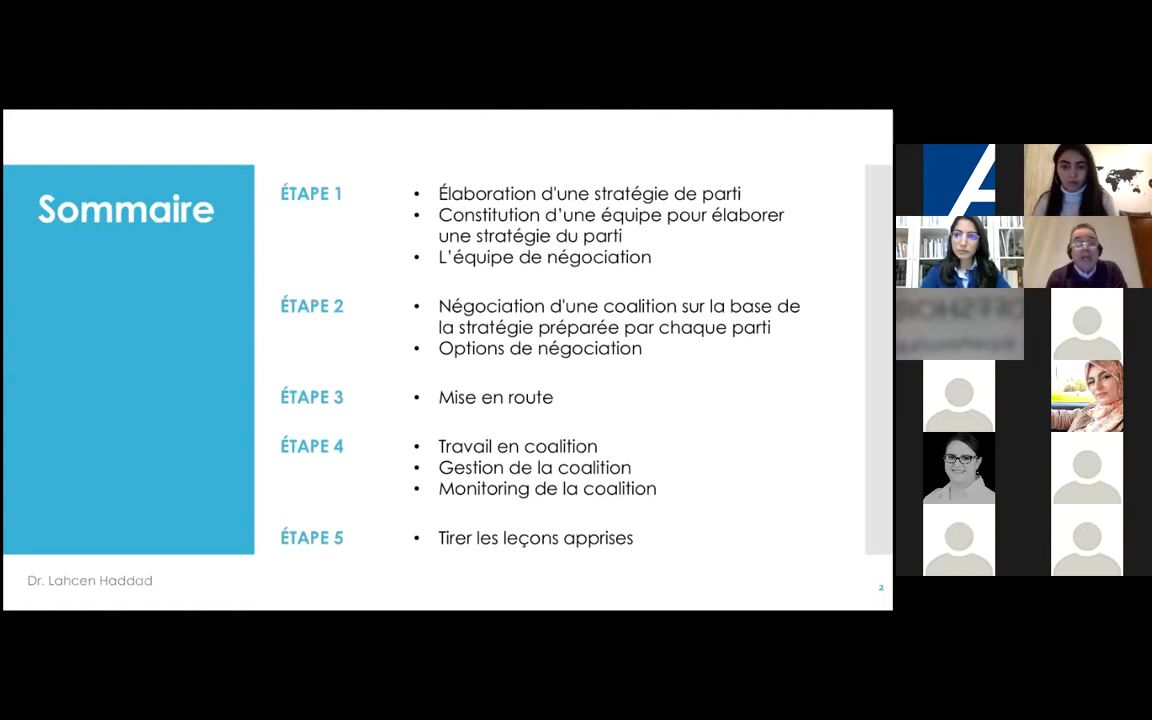 Sommaire
ÉTAPE 1
• Élaboration d'une stratégie de parti
• Constitution d’une équipe pour élaborer
une stratégie du parti
• L’équipe de négociation
ÉTAPE 2
• Négociation d'une coalition sur la base de
la stratégie préparée par chaque parti
• Options de négociation
ÉTAPE 3
• Mise en route
ÉTAPE 4
• Travail en coalition
• Gestion de la coalition
• Monitoring de la coalition
ÉTAPE 5
• Tirer les leçons apprises
Dr. Lahcen Haddad
2